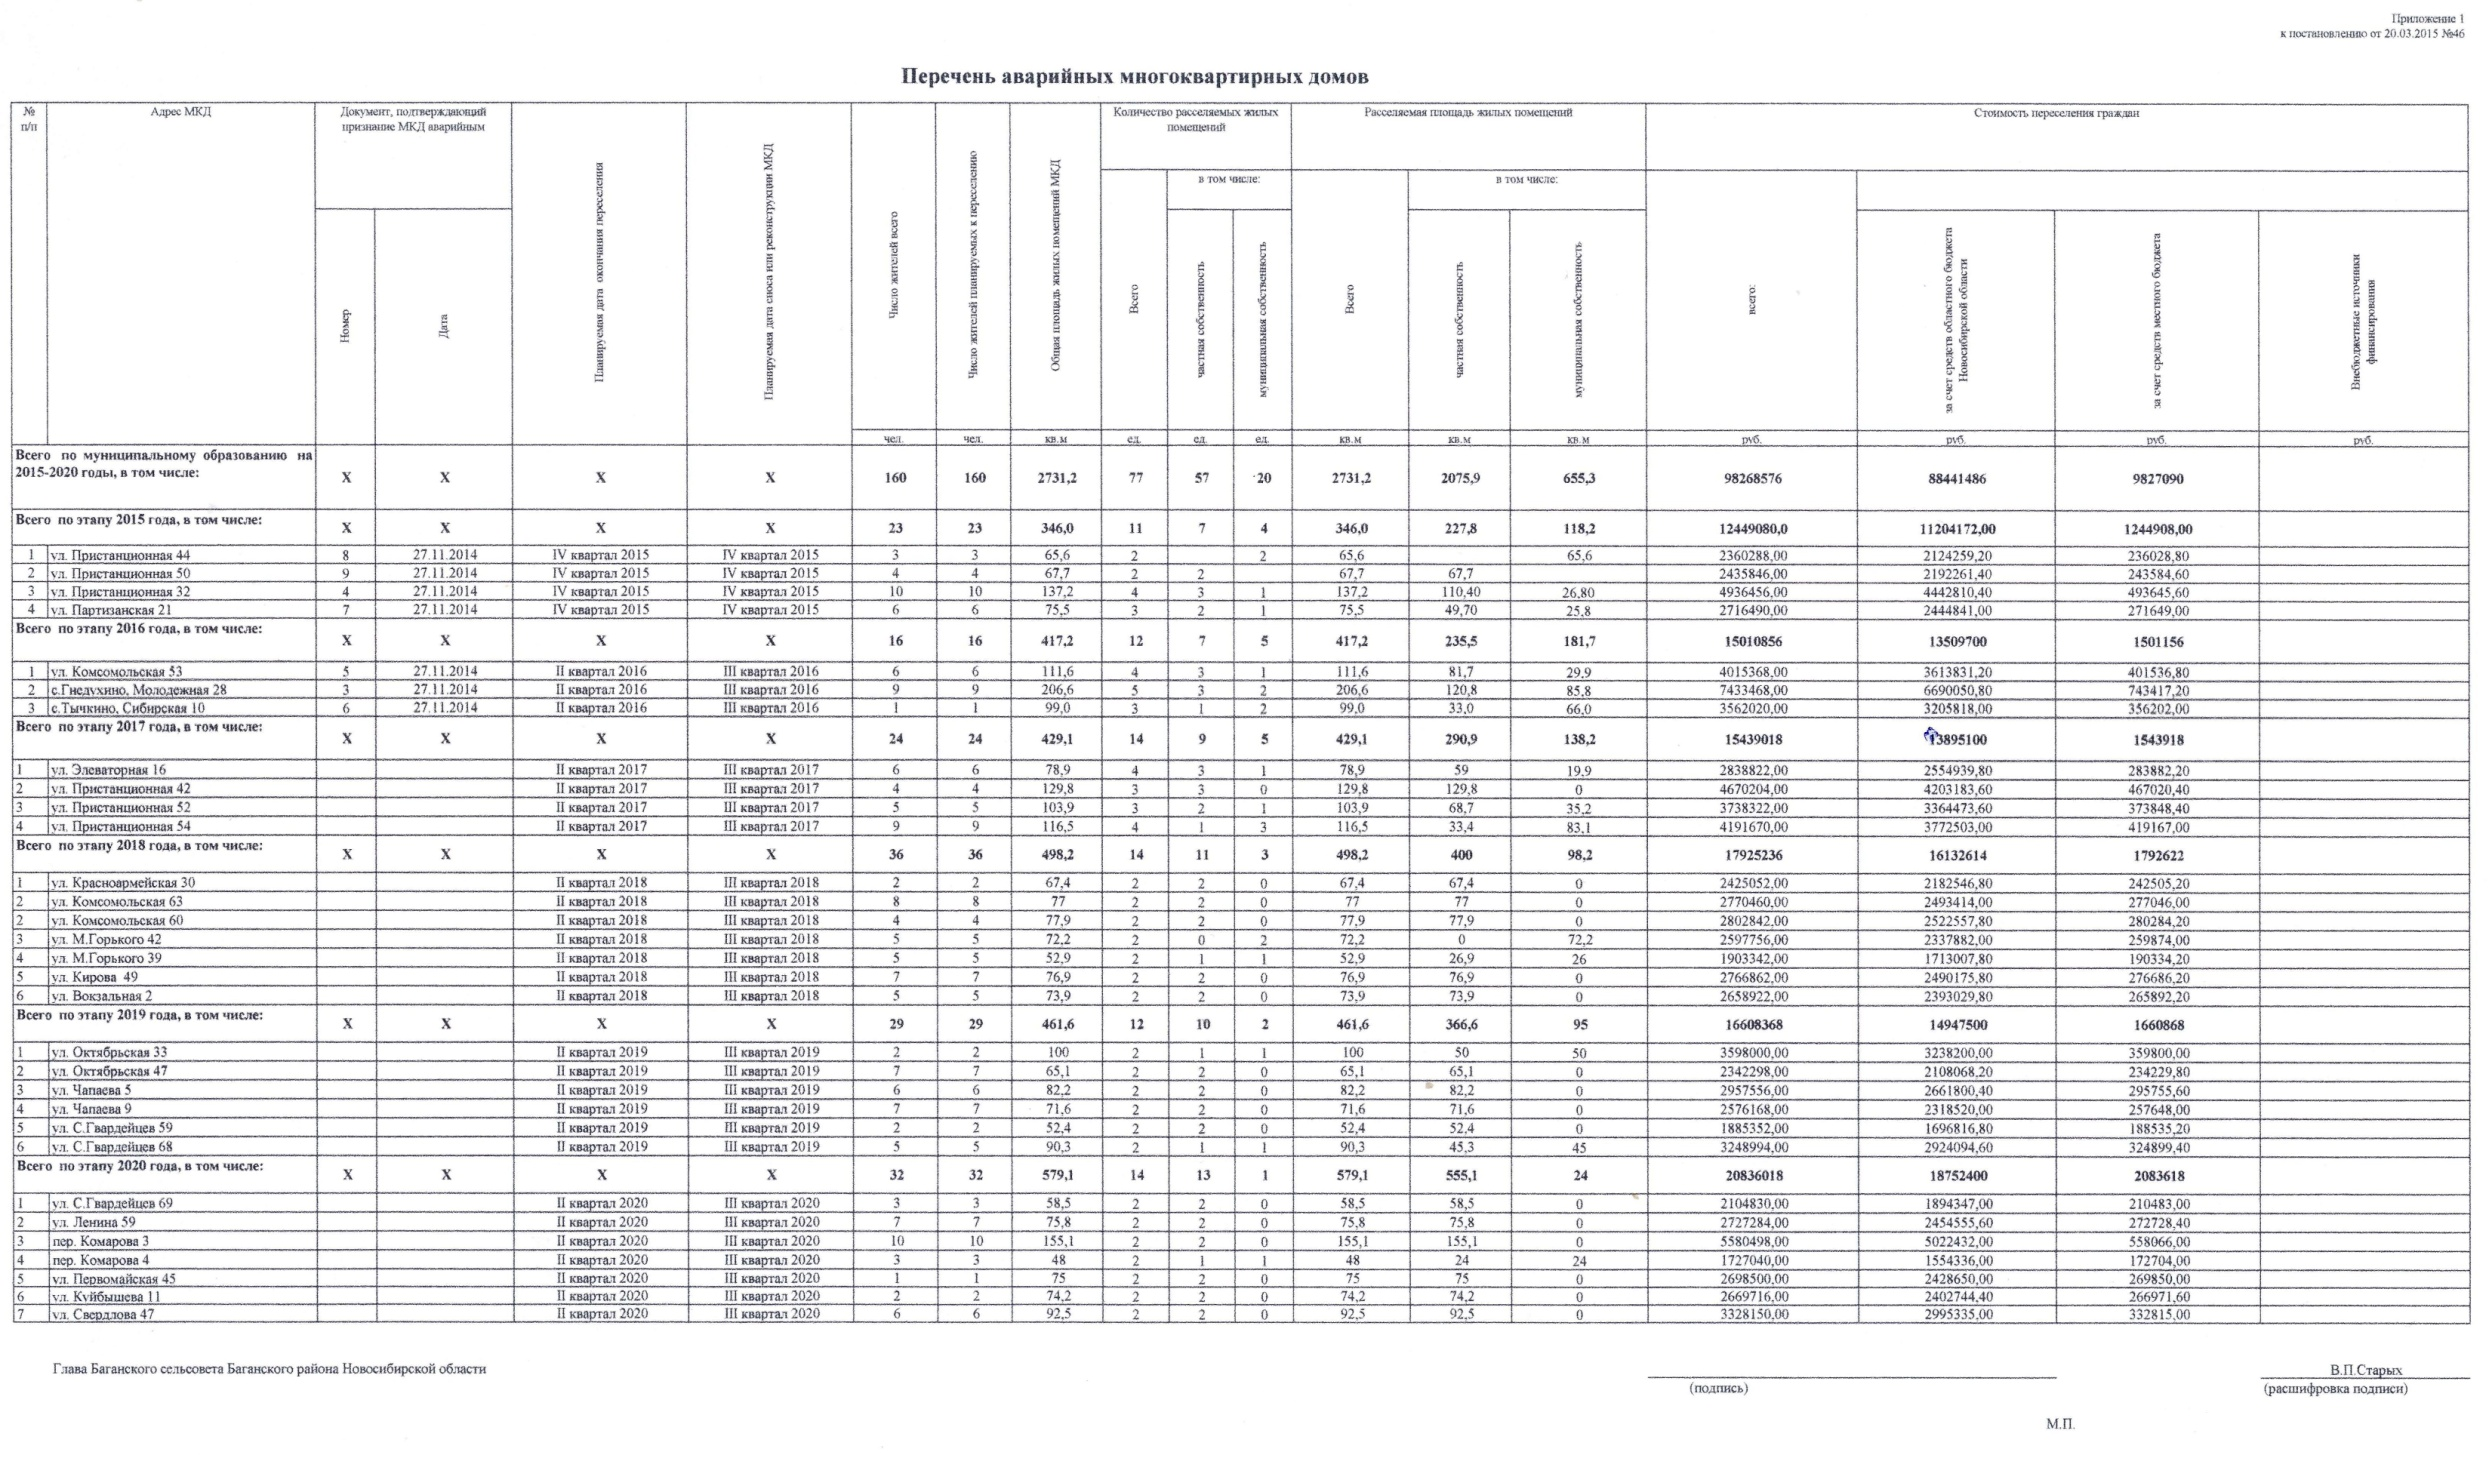 Приложение 1
к постановлению от 20.03.2015 №46
Перечень аварийных многоквартирных домов
№ п/п
Адрес МКД
Документ, подтверждающий признание МКД аварийным
Номер
Дата
Планируемая дата окончания переселения
Планируемая дата сноса или реконструкции МКД
Число жителей всего
Число жителей планируемых к переселению
Общая площадь жилых помещений МКД
Количество расселяемых жилых помещений
Всего
в том числе:
частная собственность
муниципальная собственность
Расселяемая площадь жилых помещений
Всего
в том числе:
частная собственность
муниципальная собственность
Стоимость переселения граждан
всего:
за счет средств областного бюджета Новосибирской области
за счет средств местного бюджета
Внебюджетные источники финансирования
чел. чел. кв.м ед. ед. ед. кв.м кв.м кв.м руб. руб. руб. руб.
Всего по муниципальному образованию на 2015-2020 годы, в том числе: X X X X 160 160 2731,2 77 57 20 2731,2 2075,9 655,3 98268576 88441486 9827090
Всего по этапу 2015 года, в том числе: X X X X 23 23 346,0 11 7 4 346,0 227,8 118,2 12449080,0 11204172,00 1244908,00
1 ул. Пристанционная 44 8 27.11.2014 IV квартал 2015 IV квартал 2015 3 3 65,6 2 2 65,6 65,6 2360288,00 2124259,20 236028,80
2 ул. Пристанционная 50 9 27.11.2014 IV квартал 2015 IV квартал 2015 4 4 67,7 2 2 67,7 67,7 2435846,00 2192261,40 243584,60
3 ул. Пристанционная 32 4 27.11.2014 IV квартал 2015 IV квартал 2015 10 10 137,2 4 3 1 137,2 110,40 26,80 4936456,00 4442810,40 493645,60
4 ул. Партизанская 21 7 27.11.2014 IV квартал 2015 IV квартал 2015 6 6 75,5 3 2 1 75,5 49,70 25,8 2716490,00 2444841,00 271649,00
Всего по этапу 2016 года, в том числе: X X X X 16 16 417,2 12 7 5 417,2 235,5 181,7 15010856 13509700 1501156
1 ул. Комсомольская 53 5 27.11.2014 II квартал 2016 III квартал 2016 6 6 111,6 4 3 1 111,6 81,7 29,9 4015368,00 3613831,20 401536,80
2 с.Гнедухино, Молодежная 28 3 27.11.2014 II квартал 2016 III квартал 2016 9 9 206,6 5 3 2 206,6 120,8 85,8 7433468,00 6690050,80 743417,20
3 с.Тычкино, Сибирская 10 6 27.11.2014 II квартал 2016 III квартал 2016 1 1 99,0 3 1 2 99,0 33,0 66,0 3562020,00 3205818,00 356202,00
Всего по этапу 2017 года, в том числе: X X X X 24 24 429,1 14 9 5 429,1 290,9 138,2 15439018 13895100 1543918
1 ул. Элеваторная 16 II квартал 2017 III квартал 2017 6 6 78,9 4 3 1 78,9 59 19,9 2838822,00 2554939,80 283882,20
2 ул. Пристанционная 42 II квартал 2017 III квартал 2017 4 4 129,8 3 3 0 129,8 129,8 0 4670204,00 4203183,60 467020,40
3 ул. Пристанционная 52 II квартал 2017 III квартал 2017 5 5 103,9 3 2 1 103,9 68,7 35,2 3738322,00 3364473,60 373848,40
4 ул. Пристанционная 54 II квартал 2017 III квартал 2017 9 9 116,5 4 1 3 116,5 33,4 83,1 4191670,00 3772503,00 419167,00
Всего по этапу 2018 года, в том числе: X X X X 36 36 498,2 14 11 3 498,2 400 98,2 17925236 16132614 1792622
1 ул. Красноармейская 30 II квартал 2018 III квартал 2018 2 2 67,4 2 2 0 67,4 67,4 0 2425052,00 2182546,80 242505,20
2 ул. Комсомольская 63 II квартал 2018 III квартал 2018 8 8 77 2 2 0 77 77 0 2770460,00 2493414,00 277046,00
2 ул. Комсомольская 60 II квартал 2018 III квартал 2018 4 4 77,9 2 2 0 77,9 77,9 0 2802842,00 2522557,80 280284,20
3 ул. М.Горького 42 II квартал 2018 III квартал 2018 5 5 72,2 2 0 2 72,2 0 72,2 2597756,00 2337882,00 259874,00
4 ул. М.Горького 39 II квартал 2018 III квартал 2018 5 5 52,9 2 1 1 52,9 26,9 26 1903342,00 1713007,80 190334,20
5 ул. Кирова 49 II квартал 2018 III квартал 2018 7 7 76,9 2 2 0 76,9 76,9 0 2766862,00 2490175,80 276686,20
6 ул. Вокзальная 2 II квартал 2018 III квартал 2018 5 5 73,9 2 2 0 73,9 73,9 0 2658922,00 2393029,80 265892,20
Всего по этапу 2019 года, в том числе: X X X X 29 29 461,6 12 10 2 461,6 366,6 95 16608368 14947500 1660868
1 ул. Октябрьская 33 II квартал 2019 III квартал 2019 2 2 100 2 1 1 100 50 50 3598000,00 3238200,00 359800,00
2 ул. Октябрьская 47 II квартал 2019 III квартал 2019 7 7 65,1 2 2 0 65,1 65,1 0 2342298,00 2108068,20 234229,80
3 ул. Чапаева 5 II квартал 2019 III квартал 2019 6 6 82,2 2 2 0 82,2 82,2 0 2957556,00 2661800,40 295755,60
4 ул. Чапаева 9 II квартал 2019 III квартал 2019 7 7 71,6 2 2 0 71,6 71,6 0 2576168,00 2318520,00 257648,00
5 ул. С.Гвардейцев 59 II квартал 2019 III квартал 2019 2 2 52,4 2 2 0 52,4 52,4 0 1885352,00 1696816,80 188535,20
6 ул. С.Гвардейцев 68 II квартал 2019 III квартал 2019 5 5 90,3 2 1 1 90,3 45,3 45 3248994,00 2924094,60 324899,40
Всего по этапу 2020 года, в том числе: X X X X 32 32 579,1 14 13 1 579,1 555,1 24 20836018 18752400 2083618
1 ул. С.Гвардейцев 69 II квартал 2020 III квартал 2020 3 3 58,5 2 2 0 58,5 58,5 0 2104830,00 1894347,00 210483,00
2 ул. Ленина 59 II квартал 2020 III квартал 2020 7 7 75,8 2 2 0 75,8 75,8 0 2727284,00 2454555,60 272728,40
3 пер. Комарова 3 II квартал 2020 III квартал 2020 10 10 155,1 2 2 0 155,1 155,1 0 5580498,00 5022432,00 558066,00
4 пер. Комарова 4 II квартал 2020 III квартал 2020 3 3 48 2 1 1 48 24 24 1727040,00 1554336,00 172704,00
5 ул. Первомайская 45 II квартал 2020 III квартал 2020 1 1 75 2 2 0 75 75 0 2698500,00 2428650,00 269850,00
6 ул. Куйбышева 11 II квартал 2020 III квартал 2020 2 2 74,2 2 2 0 74,2 74,2 0 2669716,00 2402744,40 266971,60
7 ул. Свердлова 47 II квартал 2020 III квартал 2020 6 6 92,5 2 2 0 92,5 92,5 0 3328150,00 2995335,00 332815,00
Глава Баганского сельсовета Баганского района Новосибирской области
В.П.Старых
(подпись)
(расшифровка подписи)
М.П.